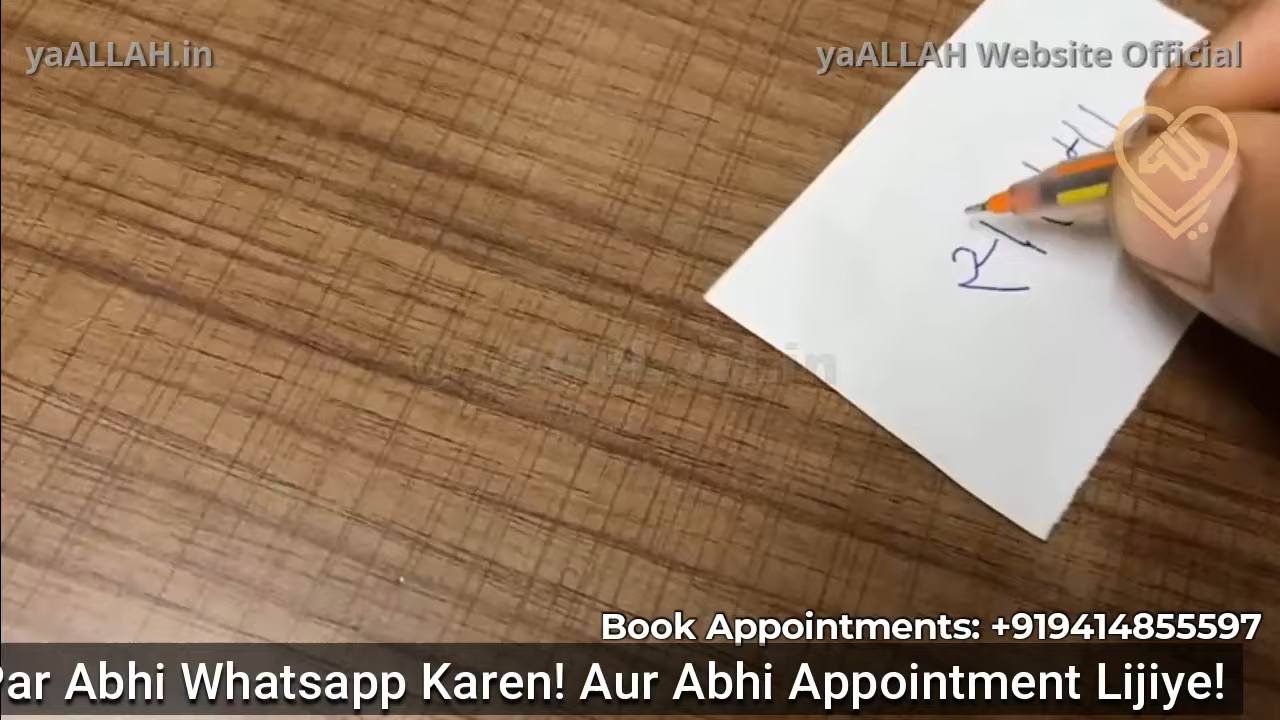 yaALLAH.in
yaALLAH Website Official
Book Appointments: +919414855597
Par Abhi Whatsapp Karen! Aur Abhi Appointment Lijiye!